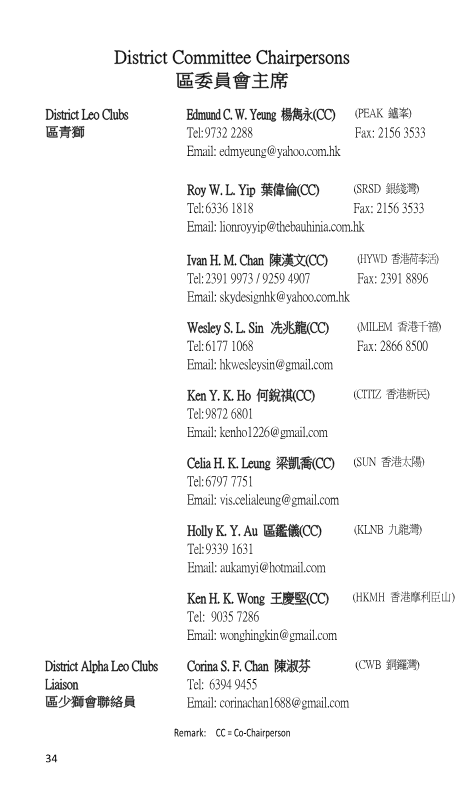 District Committee Chairpersons
區委員會主席
District Leo Clubs Edmund C. W. Yeung 楊雋永(CC) (PEAK 鑪峯)
區青獅 Tel: 9732 2288 Fax: 2156 3533
Email: edmyeung@yahoo.com.hk
Roy W. L. Yip 葉偉倫(CC) (SRSD 銀綫灣)
Tel: 6336 1818 Fax: 2156 3533
Email: lionroyyip@thebauhinia.com.hk
Ivan H. M. Chan 陳漢文(CC) (HYWD 香港荷李活)
Tel: 2391 9973 / 9259 4907 Fax: 2391 8896
Email: skydesignhk@yahoo.com.hk
Wesley S. L. Sin 冼兆龍(CC) (MILEM 香港千禧)
Tel: 6177 1068 Fax: 2866 8500
Email: hkwesleysin@gmail.com
Ken Y. K. Ho 何銳祺(CC) (CITIZ 香港新民)
Tel: 9872 6801
Email: kenho1226@gmail.com
Celia H. K. Leung 梁凱喬(CC) (SUN 香港太陽)
Tel: 6797 7751
Email: vis.celialeung@gmail.com
Holly K. Y. Au 區鑑儀(CC) (KLNB 九龍灣)
Tel: 9339 1631
Email: aukamyi@hotmail.com
Ken H. K. Wong 王慶堅(CC) (HKMH 香港摩利臣山)
Tel: 9035 7286
Email: wonghingkin@gmail.com
District Alpha Leo Clubs Corina S. F. Chan 陳淑芬 (CWB 銅鑼灣)
Liaison Tel: 6394 9455
區少獅會聯絡員 Email: corinachan1688@gmail.com
Remark: CC = Co-Chairperson
34